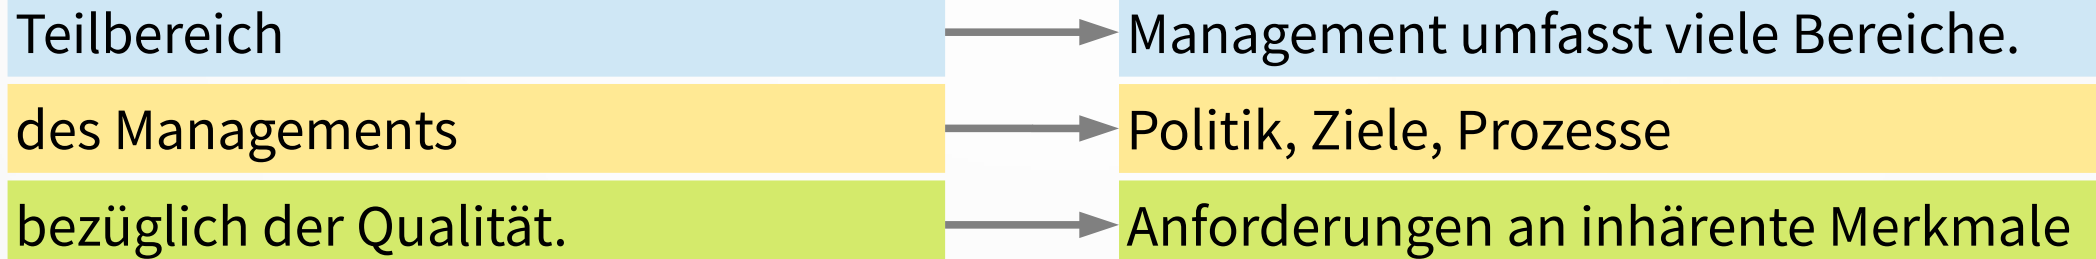 Teilbereich
Management umfasst viele Bereiche.
des Managements
Politik, Ziele, Prozesse
bezüglich der Qualität.
Anforderungen an inhärente Merkmale